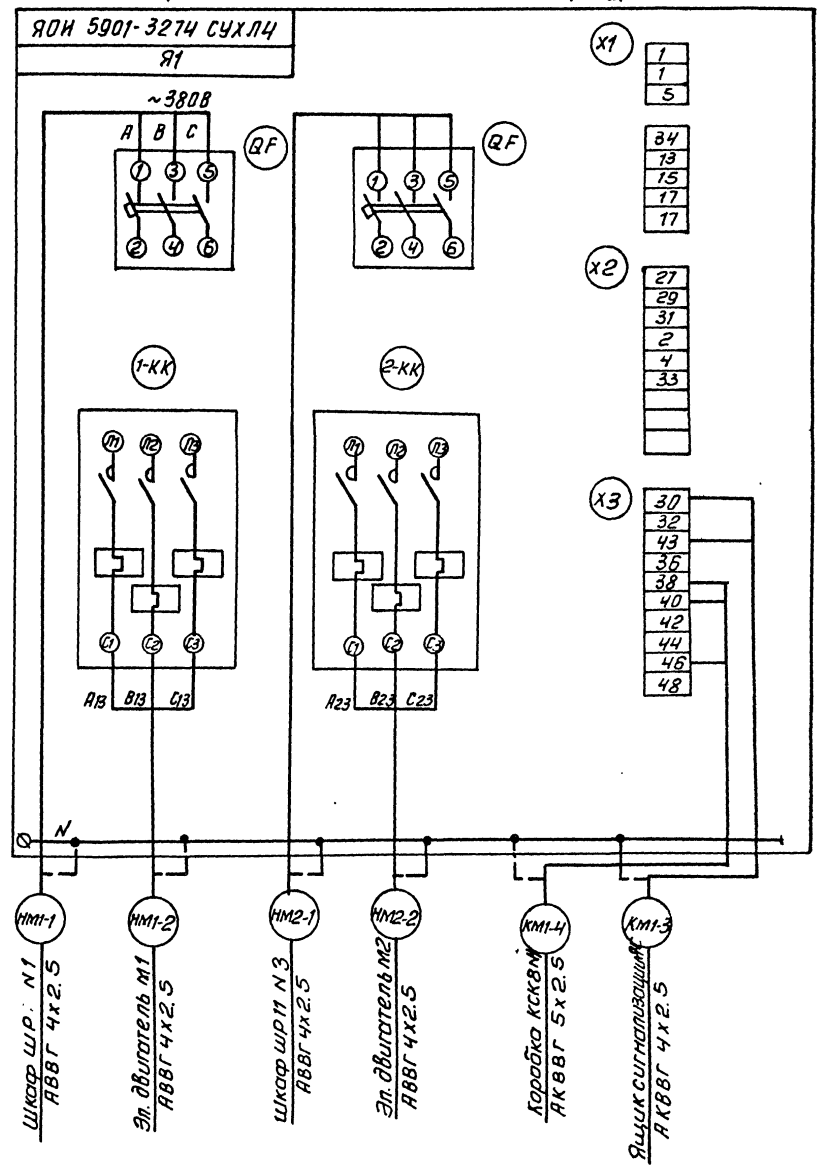 ЯОИ 5901-3274 СУХЛ4
Я1
~380В
А В С
QF
1 3 5
2 4 6
QF
1 3 5
2 4 6
1-КК
Л1 Л2 Л3
С1 С2 С3
А13 В13 С13
2-КК
Л1 Л2 Л3
С1 С2 С3
А23 В23 С23
X1
1
1
5
34
13
15
17
17
X2
27
29
31
2
4
33
X3
30
32
43
36
38
40
42
44
46
48
N
НМ1-1
НМ1-2
НМ2-1
НМ2-2
КМ1-4
КМ1-3
Шкаф ШР. N1
АВВГ 4х2.5
Эл. двигатель М1
АВВГ 4х2.5
Шкаф ШР11 N3
АВВГ 4х2.5
Эл. двигатель М2
АВВГ 4х2.5
Коробка
АКВВГ 5х2.5
Ящик сигнализации
АКВВГ 4х2.5